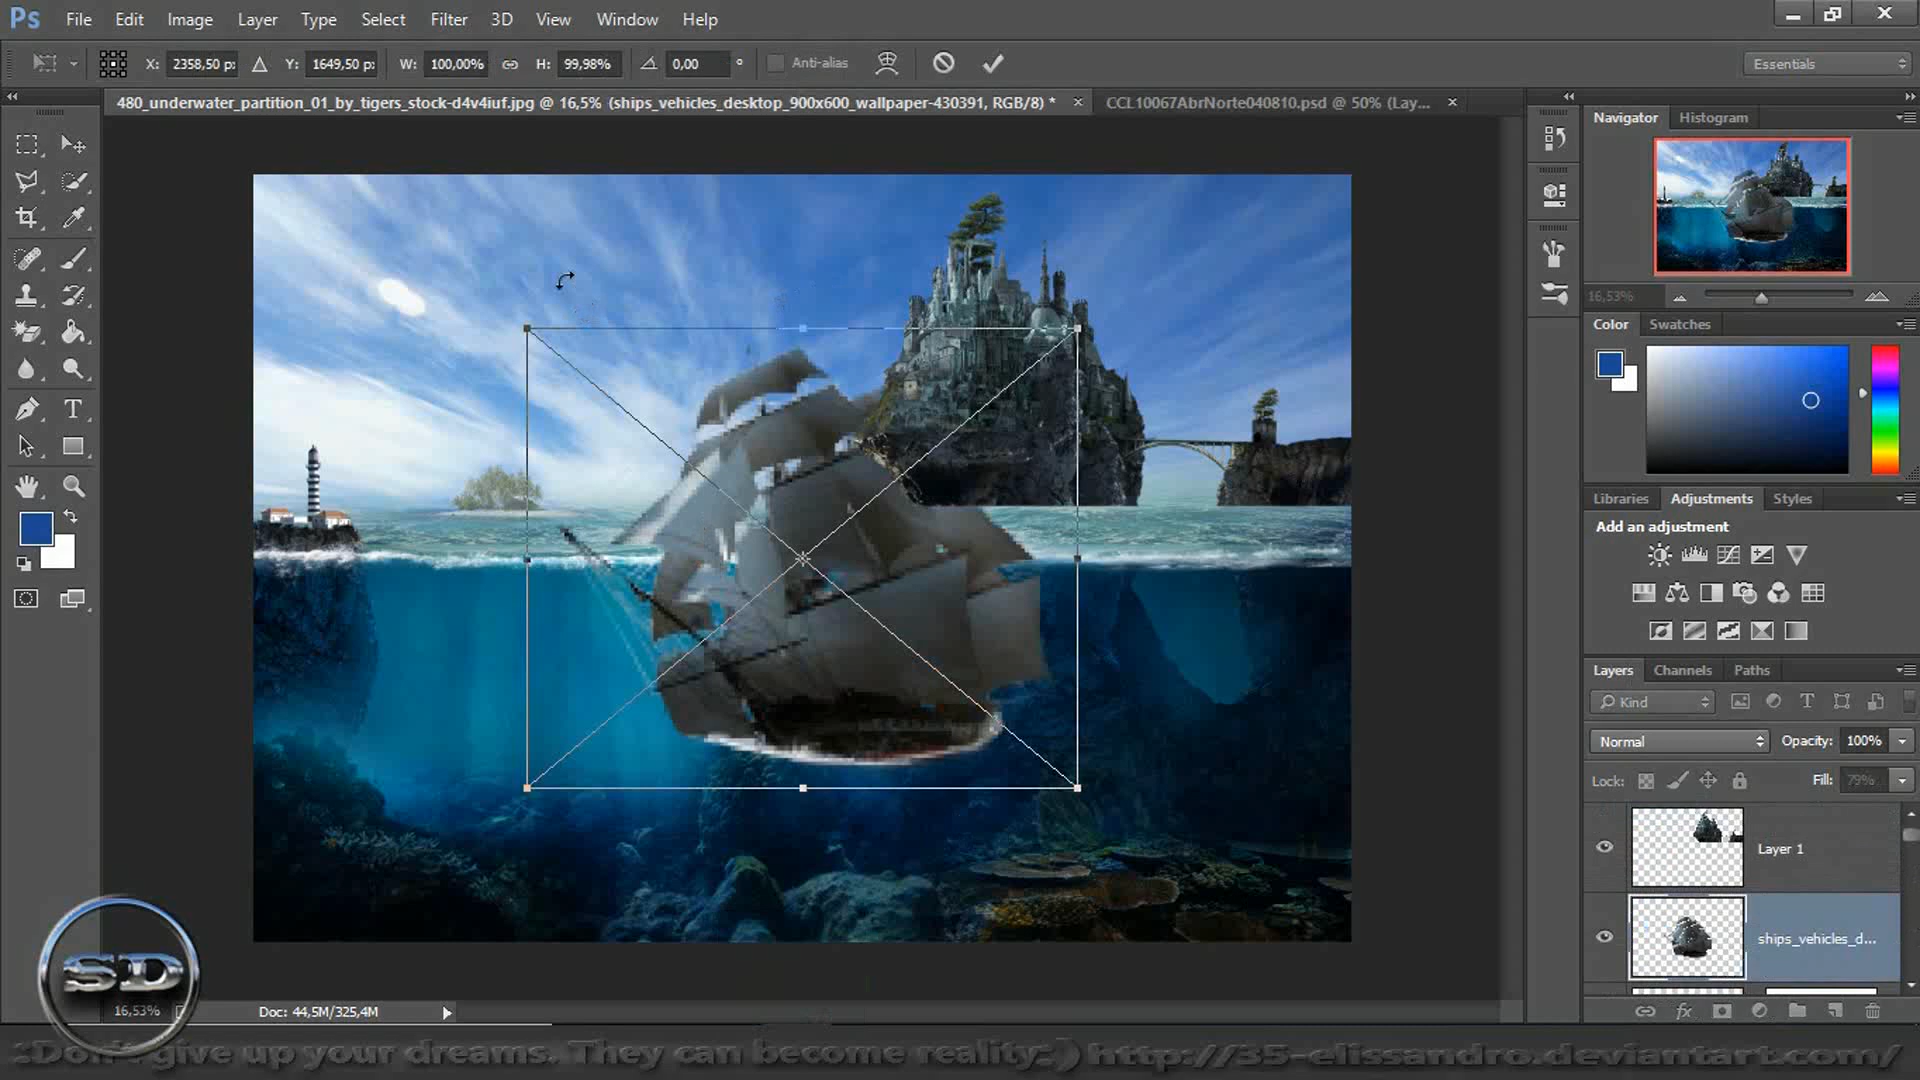 Ps File Edit Image Layer Type Select Filter 3D View Window Help
X: 2358,50 p: Y: 1649,50 p: W: 100,00% H: 99,98% 0,00 ° Anti-alias Essentials
480_underwater_partition_01_by_tigers_stock-d4v4iuf.jpg @ 16,5% (ships_vehicles_desktop_900x600_wallpaper-430391, RGB/8) * CCL10067AbrNorte040810.psd @ 50% (Lay...
Navigator Histogram
16,53%
Color Swatches
Libraries Adjustments Styles
Add an adjustment
Layers Channels Paths
Kind
Normal Opacity: 100%
Lock: Fill: 79%
Layer 1
ships_vehicles_d...
SD
16,53% Doc: 44,5M/325,4M
:Don't give up your dreams. They can become reality:) http://35-elissandro.deviantart.com/